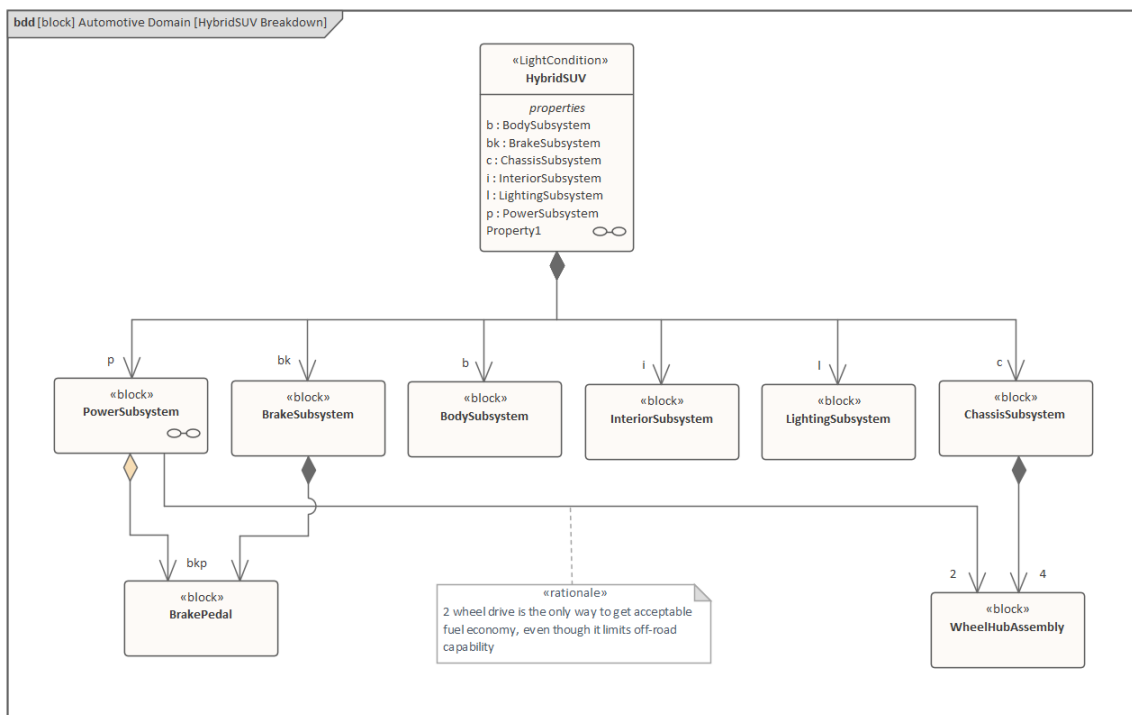 bdd [block] Automotive Domain [HybridSUV Breakdown]
«LightCondition»
HybridSUV
properties
b : BodySubsystem
bk : BrakeSubsystem
c : ChassisSubsystem
i : InteriorSubsystem
l : LightingSubsystem
p : PowerSubsystem
Property1
p
bk
b
i
l
c
«block»
PowerSubsystem
«block»
BrakeSubsystem
«block»
BodySubsystem
«block»
InteriorSubsystem
«block»
LightingSubsystem
«block»
ChassisSubsystem
bkp
2
4
«block»
BrakePedal
«rationale»
2 wheel drive is the only way to get acceptable
fuel economy, even though it limits off-road
capability
«block»
WheelHubAssembly